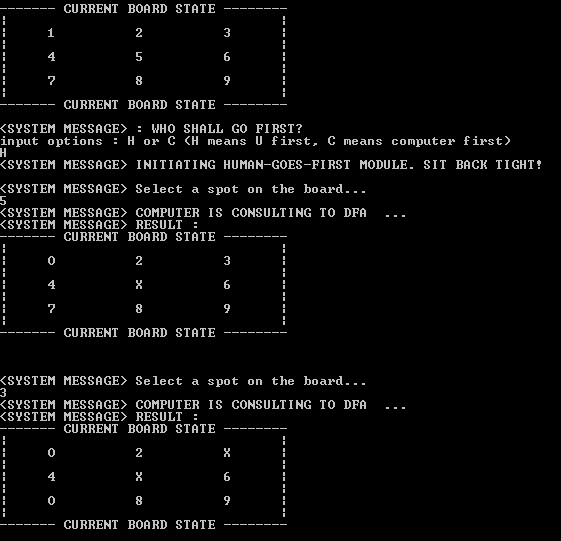 ------- CURRENT BOARD STATE --------
¦ ¦
¦ 1 2 3 ¦
¦ ¦
¦ 4 5 6 ¦
¦ ¦
¦ 7 8 9 ¦
¦ ¦
------- CURRENT BOARD STATE --------
<SYSTEM MESSAGE> : WHO SHALL GO FIRST?
input options : H or C (H means U first, C means computer first)
H
<SYSTEM MESSAGE> INITIATING HUMAN-GOES-FIRST MODULE. SIT BACK TIGHT!
<SYSTEM MESSAGE> Select a spot on the board...
5
<SYSTEM MESSAGE> COMPUTER IS CONSULTING TO DFA ...
<SYSTEM MESSAGE> RESULT :
------- CURRENT BOARD STATE --------
¦ ¦
¦ O 2 3 ¦
¦ ¦
¦ 4 X 6 ¦
¦ ¦
¦ 7 8 9 ¦
¦ ¦
------- CURRENT BOARD STATE --------
<SYSTEM MESSAGE> Select a spot on the board...
3
<SYSTEM MESSAGE> COMPUTER IS CONSULTING TO DFA ...
<SYSTEM MESSAGE> RESULT :
------- CURRENT BOARD STATE --------
¦ ¦
¦ O 2 X ¦
¦ ¦
¦ 4 X 6 ¦
¦ ¦
¦ O 8 9 ¦
¦ ¦
------- CURRENT BOARD STATE --------